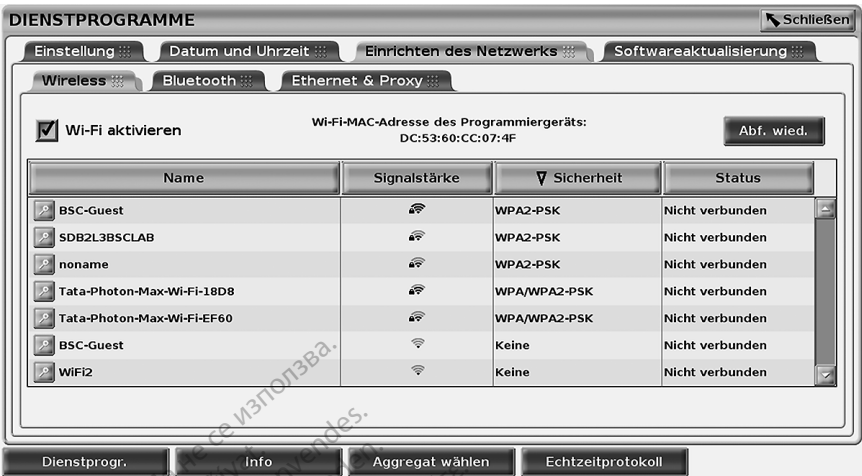 DIENSTPROGRAMME
Schließen
Einstellung
Datum und Uhrzeit
Einrichten des Netzwerks
Softwareaktualisierung
Wireless
Bluetooth
Ethernet & Proxy
Wi-Fi aktivieren
Wi-Fi-MAC-Adresse des Programmiergeräts:
DC:53:60:CC:07:4F
Abf. wied.
Name Signalstärke Sicherheit Status
BSC-Guest WPA2-PSK Nicht verbunden
SDB2L3BSCLAB WPA2-PSK Nicht verbunden
noname WPA2-PSK Nicht verbunden
Tata-Photon-Max-Wi-Fi-18D8 WPA/WPA2-PSK Nicht verbunden
Tata-Photon-Max-Wi-Fi-EF60 WPA/WPA2-PSK Nicht verbunden
BSC-Guest Keine Nicht verbunden
WiFi2 Keine Nicht verbunden
не се използва.
Dienstprogr.
Info
Aggregat wählen
Echtzeitprotokoll